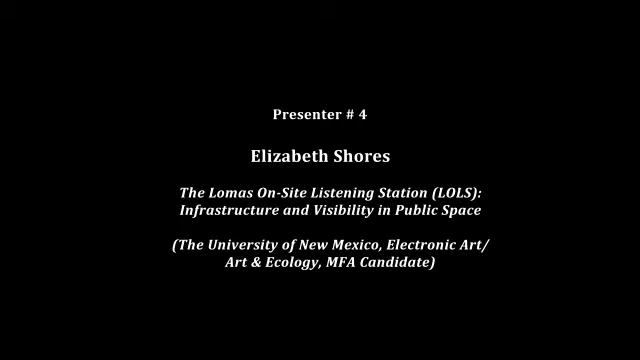 Presenter # 4
Elizabeth Shores
The Lomas On-Site Listening Station (LOLS):
Infrastructure and Visibility in Public Space
(The University of New Mexico, Electronic Art/
Art & Ecology, MFA Candidate)